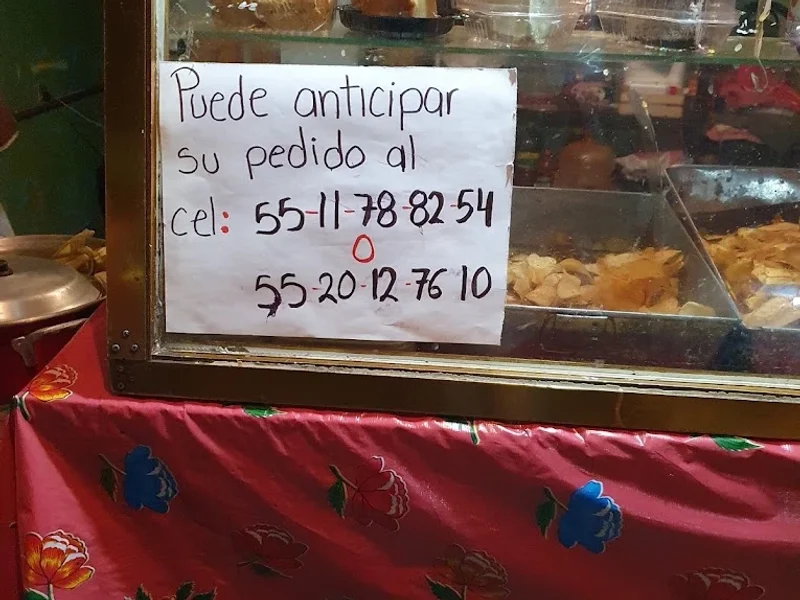 Puede anticipar
su pedido al
cel: 55-11-78-82-54
O
55-20-12-76 10